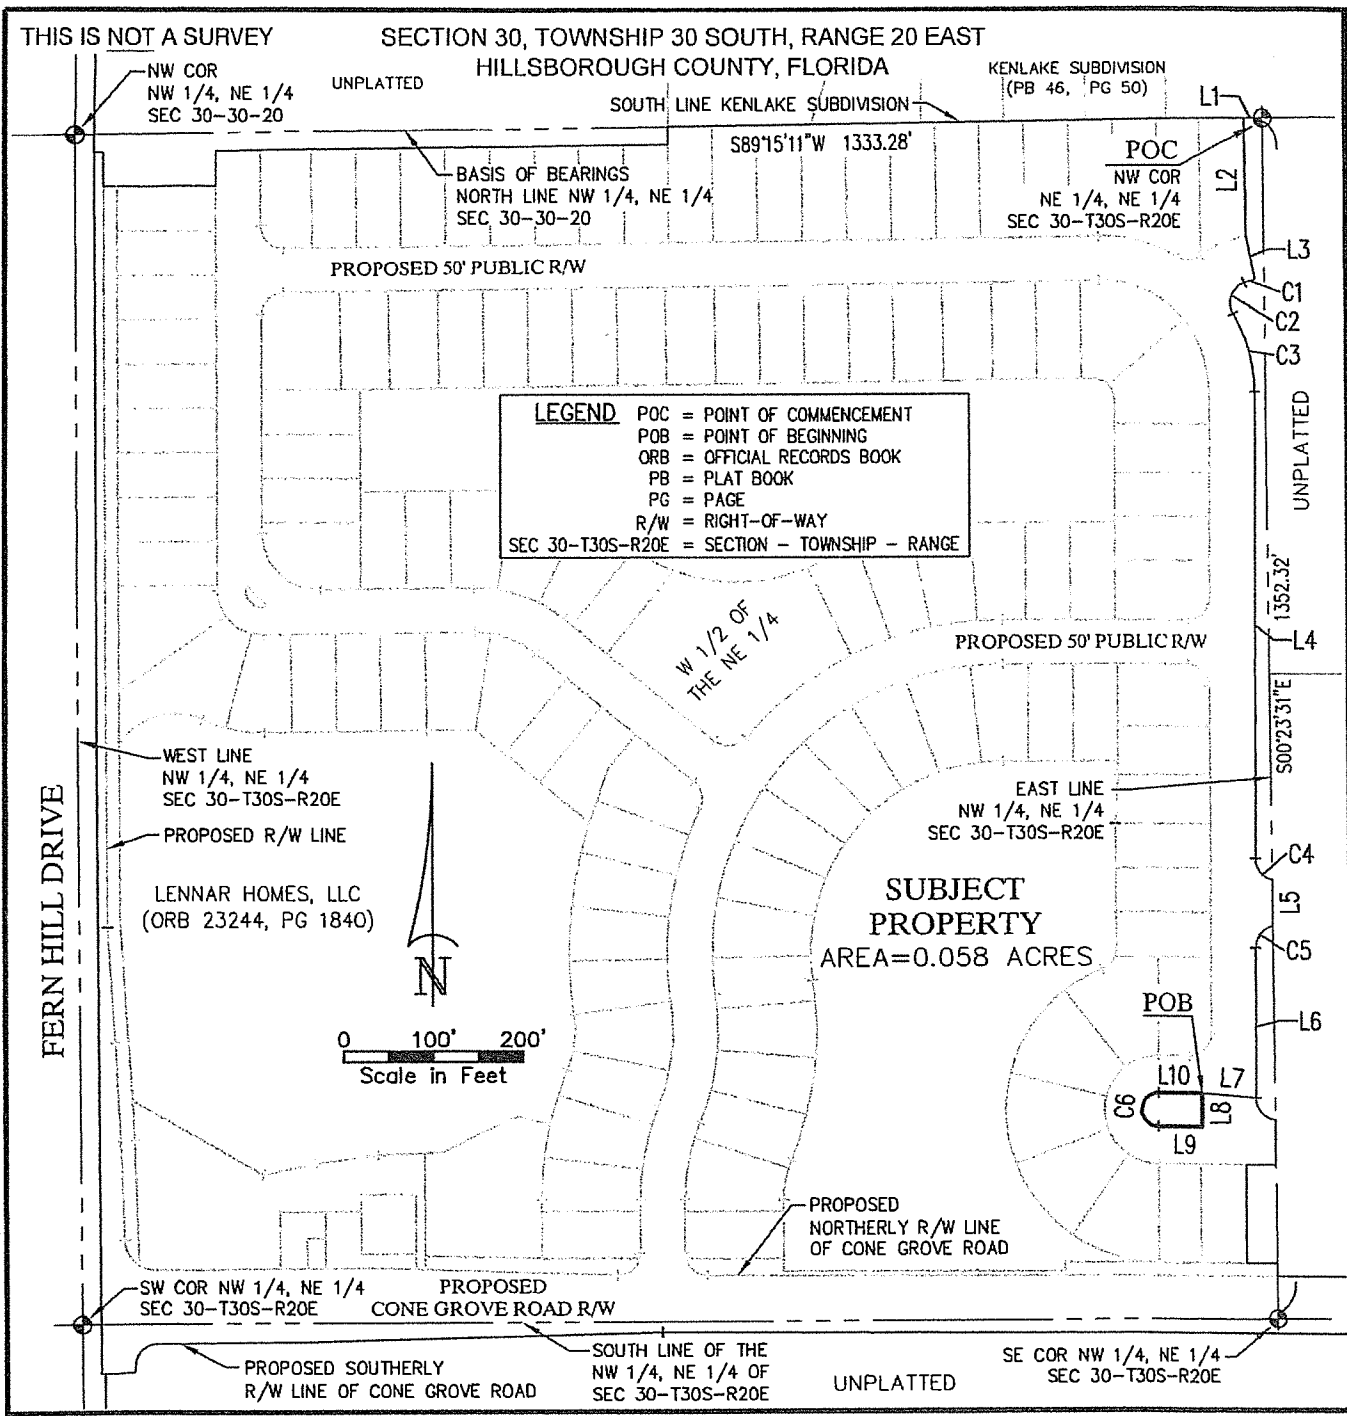 THIS IS NOT A SURVEY
SECTION 30, TOWNSHIP 30 SOUTH, RANGE 20 EAST
HILLSBOROUGH COUNTY, FLORIDA
NW COR
NW 1/4, NE 1/4
SEC 30-30-20
UNPLATTED
KENLAKE SUBDIVISION
(PB 46, PG 50)
SOUTH LINE KENLAKE SUBDIVISION
L1
S89°15'11"W 1333.28'
POC
NW COR
NE 1/4, NE 1/4
SEC 30-T30S-R20E
L2
BASIS OF BEARINGS
NORTH LINE NW 1/4, NE 1/4
SEC 30-30-20
L3
PROPOSED 50' PUBLIC R/W
C1
C2
C3
UNPLATTED
LEGEND
POC = POINT OF COMMENCEMENT
POB = POINT OF BEGINNING
ORB = OFFICIAL RECORDS BOOK
PB = PLAT BOOK
PG = PAGE
R/W = RIGHT-OF-WAY
SEC 30-T30S-R20E = SECTION - TOWNSHIP - RANGE
1352.32'
W 1/2 OF
THE NE 1/4
PROPOSED 50' PUBLIC R/W
L4
S00°23'31"E
WEST LINE
NW 1/4, NE 1/4
SEC 30-T30S-R20E
EAST LINE
NW 1/4, NE 1/4
SEC 30-T30S-R20E
PROPOSED R/W LINE
FERN HILL DRIVE
C4
LENNAR HOMES, LLC
(ORB 23244, PG 1840)
SUBJECT
PROPERTY
AREA=0.058 ACRES
L5
C5
N
POB
L6
0 100' 200'
Scale in Feet
L10
L7
C6
L8
L9
PROPOSED
NORTHERLY R/W LINE
OF CONE GROVE ROAD
SW COR NW 1/4, NE 1/4
SEC 30-T30S-R20E
PROPOSED
CONE GROVE ROAD R/W
PROPOSED SOUTHERLY
R/W LINE OF CONE GROVE ROAD
SOUTH LINE OF THE
NW 1/4, NE 1/4 OF
SEC 30-T30S-R20E
UNPLATTED
SE COR NW 1/4, NE 1/4
SEC 30-T30S-R20E